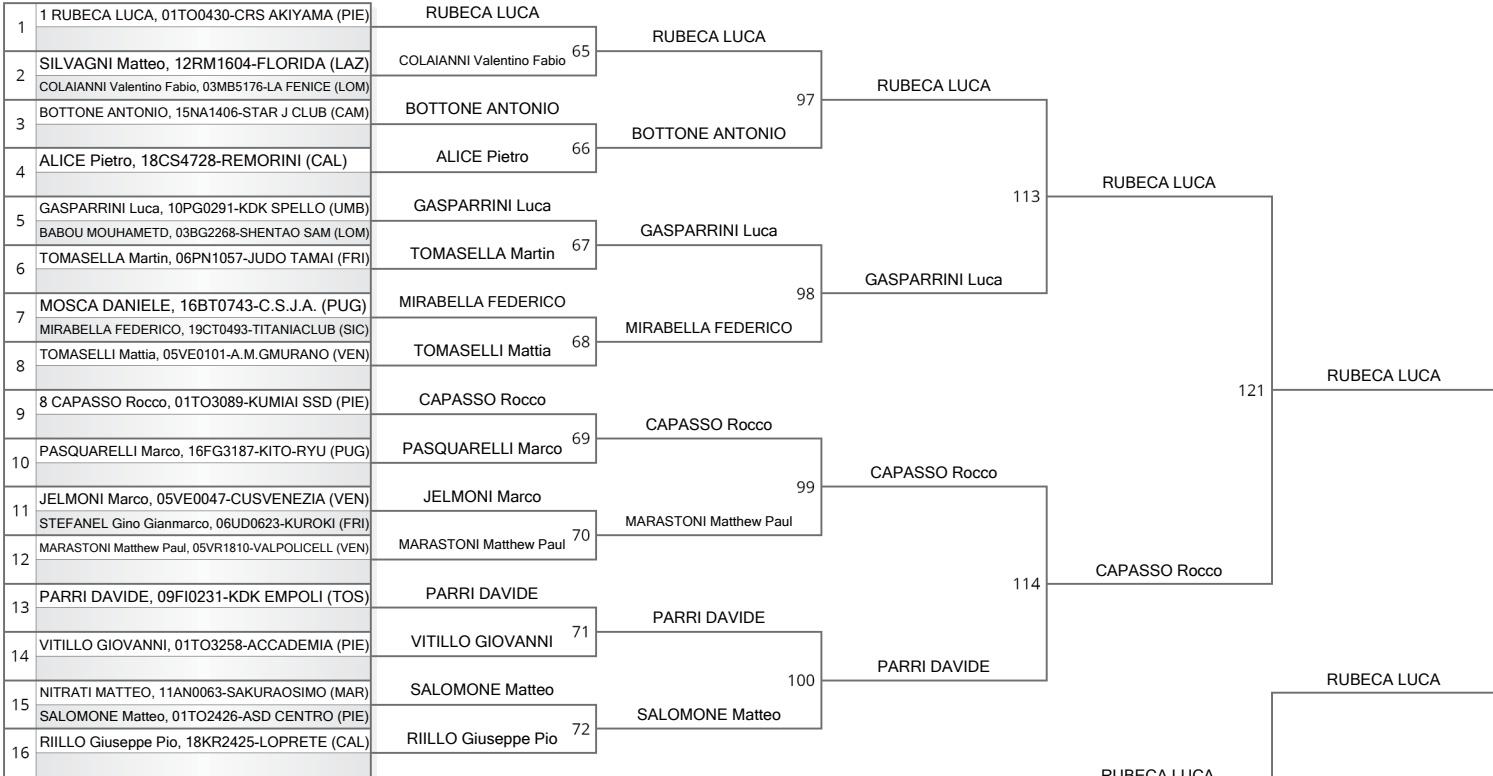 1
1 RUBECA LUCA, 01TO0430-CRS AKIYAMA (PIE)
2
SILVAGNI Matteo, 12RM1604-FLORIDA (LAZ)
COLAIANNI Valentino Fabio, 03MB5176-LA FENICE (LOM)
3
BOTTONE ANTONIO, 15NA1406-STAR J CLUB (CAM)
4
ALICE Pietro, 18CS4728-REMORINI (CAL)
5
GASPARRINI Luca, 10PG0291-KDK SPELLO (UMB)
BABOU MOUHAMETD, 03BG2268-SHENTAO SAM (LOM)
6
TOMASELLA Martin, 06PN1057-JUDO TAMAI (FRI)
7
MOSCA DANIELE, 16BT0743-C.S.J.A. (PUG)
MIRABELLA FEDERICO, 19CT0493-TITANIACLUB (SIC)
8
TOMASELLI Mattia, 05VE0101-A.M.GMURANO (VEN)
9
8 CAPASSO Rocco, 01TO3089-KUMIAI SSD (PIE)
10
PASQUARELLI Marco, 16FG3187-KITO-RYU (PUG)
11
JELMONI Marco, 05VE0047-CUSVENEZIA (VEN)
STEFANEL Gino Gianmarco, 06UD0623-KUROKI (FRI)
12
MARASTONI Matthew Paul, 05VR1810-VALPOLICELL (VEN)
13
PARRI DAVIDE, 09FI0231-KDK EMPOLI (TOS)
14
VITILLO GIOVANNI, 01TO3258-ACCADEMIA (PIE)
15
NITRATI MATTEO, 11AN0063-SAKURAOSIMO (MAR)
SALOMONE Matteo, 01TO2426-ASD CENTRO (PIE)
16
RIILLO Giuseppe Pio, 18KR2425-LOPRETE (CAL)
RUBECA LUCA
65
COLAIANNI Valentino Fabio
BOTTONE ANTONIO
66
ALICE Pietro
GASPARRINI Luca
67
TOMASELLA Martin
MIRABELLA FEDERICO
68
TOMASELLI Mattia
CAPASSO Rocco
69
PASQUARELLI Marco
JELMONI Marco
70
MARASTONI Matthew Paul
PARRI DAVIDE
71
VITILLO GIOVANNI
SALOMONE Matteo
72
RIILLO Giuseppe Pio
RUBECA LUCA
97
BOTTONE ANTONIO
GASPARRINI Luca
98
MIRABELLA FEDERICO
CAPASSO Rocco
99
MARASTONI Matthew Paul
PARRI DAVIDE
100
SALOMONE Matteo
RUBECA LUCA
113
GASPARRINI Luca
CAPASSO Rocco
114
PARRI DAVIDE
RUBECA LUCA
121
CAPASSO Rocco
RUBECA LUCA
RUBECA LUCA
RUBECA LUCA